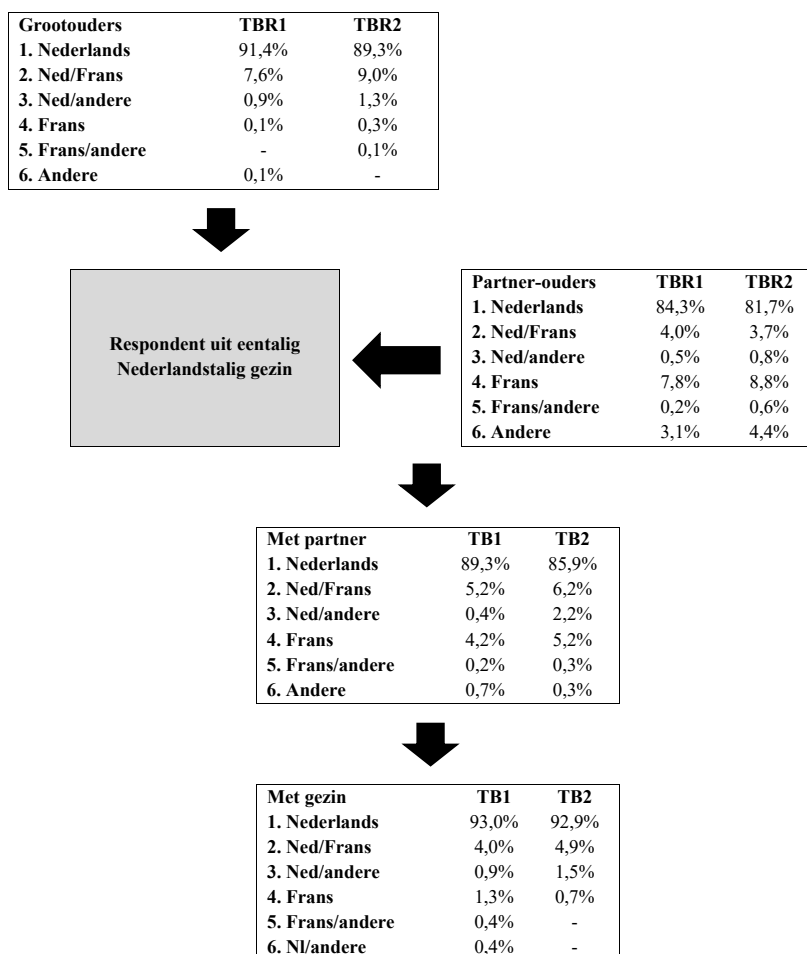 Grootouders TBR1 TBR2
1. Nederlands 91,4% 89,3%
2. Ned/Frans 7,6% 9,0%
3. Ned/andere 0,9% 1,3%
4. Frans 0,1% 0,3%
5. Frans/andere - 0,1%
6. Andere 0,1% -
Respondent uit eentalig
Nederlandstalig gezin
Partner-ouders TBR1 TBR2
1. Nederlands 84,3% 81,7%
2. Ned/Frans 4,0% 3,7%
3. Ned/andere 0,5% 0,8%
4. Frans 7,8% 8,8%
5. Frans/andere 0,2% 0,6%
6. Andere 3,1% 4,4%
Met partner TB1 TB2
1. Nederlands 89,3% 85,9%
2. Ned/Frans 5,2% 6,2%
3. Ned/andere 0,4% 2,2%
4. Frans 4,2% 5,2%
5. Frans/andere 0,2% 0,3%
6. Andere 0,7% 0,3%
Met gezin TB1 TB2
1. Nederlands 93,0% 92,9%
2. Ned/Frans 4,0% 4,9%
3. Ned/andere 0,9% 1,5%
4. Frans 1,3% 0,7%
5. Frans/andere 0,4% -
6. Nl/andere 0,4% -